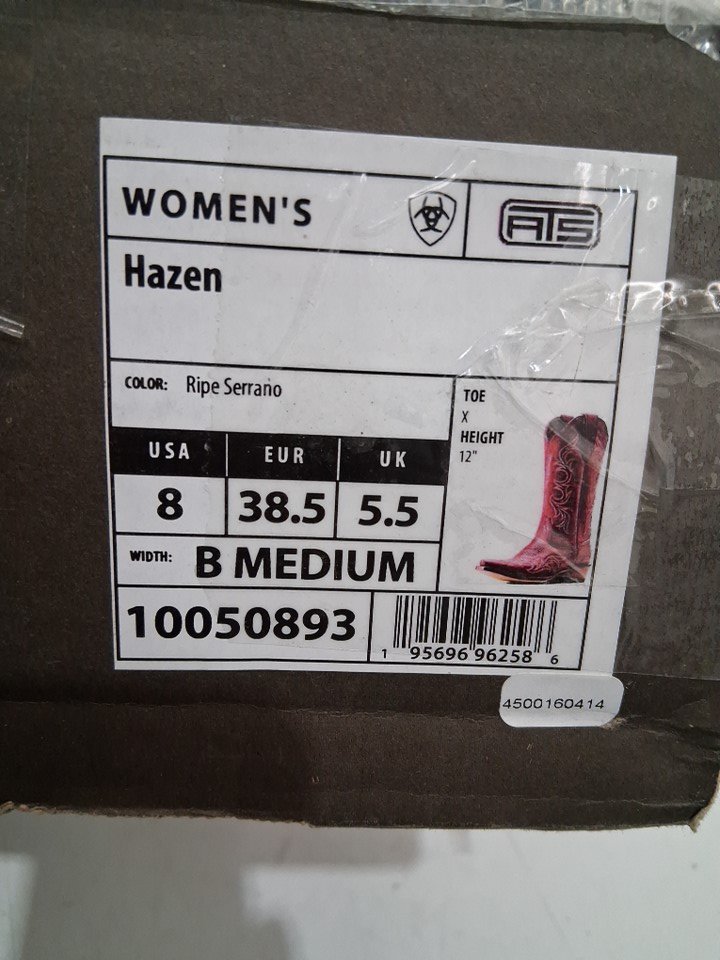 WOMEN'S
ATS
Hazen
COLOR: Ripe Serrano
TOE
X
HEIGHT
12"
USA EUR UK
8 38.5 5.5
WIDTH: B MEDIUM
10050893
1 95696 96258 6
4500160414